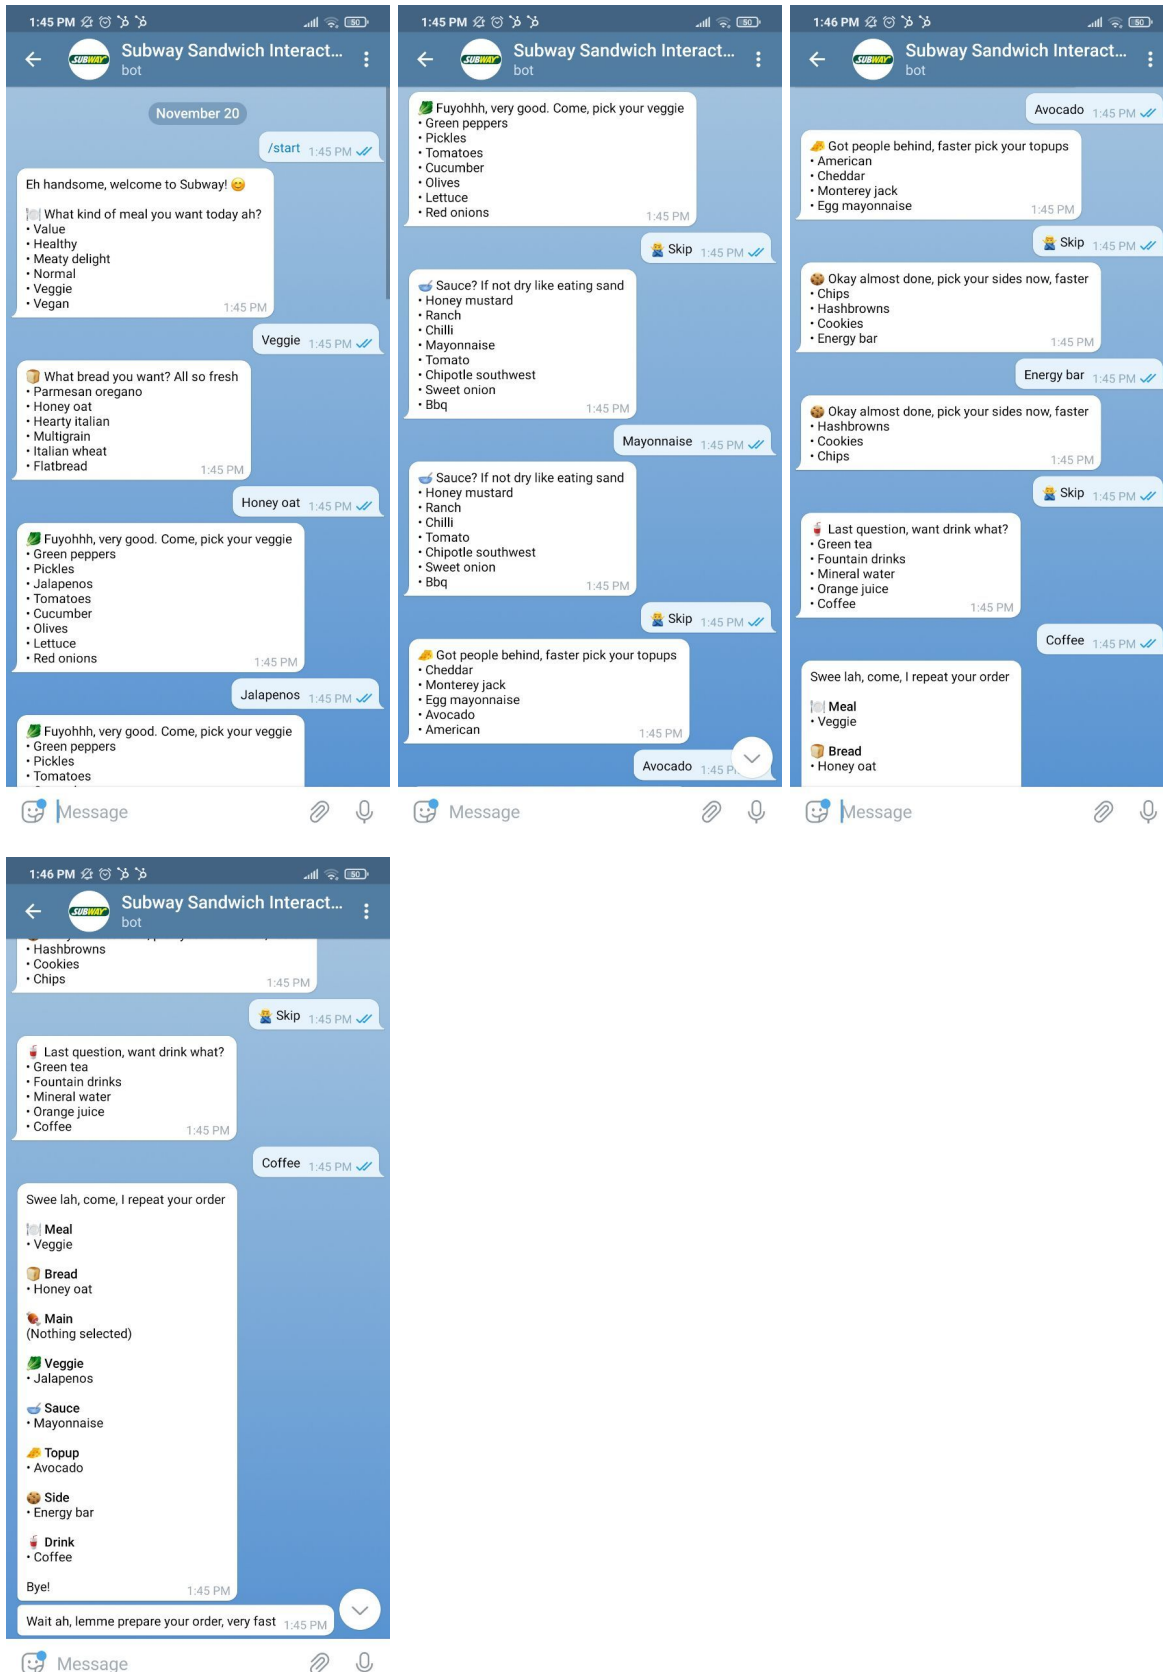 1:45 PM
50
Subway Sandwich Interact...
SUBWAY
bot
November 20
/start 1:45 PM
Eh handsome, welcome to Subway! 😊
🍽️ What kind of meal you want today ah?
• Value
• Healthy
• Meaty delight
• Normal
• Veggie
• Vegan
1:45 PM
Veggie 1:45 PM
🍞 What bread you want? All so fresh
• Parmesan oregano
• Honey oat
• Hearty italian
• Multigrain
• Italian wheat
• Flatbread
1:45 PM
Honey oat 1:45 PM
🥬 Fuyohhh, very good. Come, pick your veggie
• Green peppers
• Pickles
• Jalapenos
• Tomatoes
• Cucumber
• Olives
• Lettuce
• Red onions
1:45 PM
Jalapenos 1:45 PM
🥬 Fuyohhh, very good. Come, pick your veggie
• Green peppers
• Pickles
• Tomatoes
Message
1:45 PM
50
Subway Sandwich Interact...
SUBWAY
bot
🥬 Fuyohhh, very good. Come, pick your veggie
• Green peppers
• Pickles
• Tomatoes
• Cucumber
• Olives
• Lettuce
• Red onions
1:45 PM
🙅 Skip 1:45 PM
🥣 Sauce? If not dry like eating sand
• Honey mustard
• Ranch
• Chilli
• Mayonnaise
• Tomato
• Chipotle southwest
• Sweet onion
• Bbq
1:45 PM
Mayonnaise 1:45 PM
🥣 Sauce? If not dry like eating sand
• Honey mustard
• Ranch
• Chilli
• Tomato
• Chipotle southwest
• Sweet onion
• Bbq
1:45 PM
🙅 Skip 1:45 PM
🧀 Got people behind, faster pick your topups
• Cheddar
• Monterey jack
• Egg mayonnaise
• Avocado
• American
1:45 PM
Avocado 1:45 P
Message
1:46 PM
50
Subway Sandwich Interact...
SUBWAY
bot
Avocado 1:45 PM
🧀 Got people behind, faster pick your topups
• American
• Cheddar
• Monterey jack
• Egg mayonnaise
1:45 PM
🙅 Skip 1:45 PM
🍪 Okay almost done, pick your sides now, faster
• Chips
• Hashbrowns
• Cookies
• Energy bar
1:45 PM
Energy bar 1:45 PM
🍪 Okay almost done, pick your sides now, faster
• Hashbrowns
• Cookies
• Chips
1:45 PM
🙅 Skip 1:45 PM
🥤 Last question, want drink what?
• Green tea
• Fountain drinks
• Mineral water
• Orange juice
• Coffee
1:45 PM
Coffee 1:45 PM
Swee lah, come, I repeat your order
🍽️ Meal
• Veggie
🍞 Bread
• Honey oat
Message
1:46 PM
50
Subway Sandwich Interact...
SUBWAY
bot
• Hashbrowns
• Cookies
• Chips
1:45 PM
🙅 Skip 1:45 PM
🥤 Last question, want drink what?
• Green tea
• Fountain drinks
• Mineral water
• Orange juice
• Coffee
1:45 PM
Coffee 1:45 PM
Swee lah, come, I repeat your order
🍽️ Meal
• Veggie
🍞 Bread
• Honey oat
🍖 Main
(Nothing selected)
🥬 Veggie
• Jalapenos
🥣 Sauce
• Mayonnaise
🧀 Topup
• Avocado
🍪 Side
• Energy bar
🥤 Drink
• Coffee
Bye!
1:45 PM
Wait ah, lemme prepare your order, very fast 1:45 PM
Message